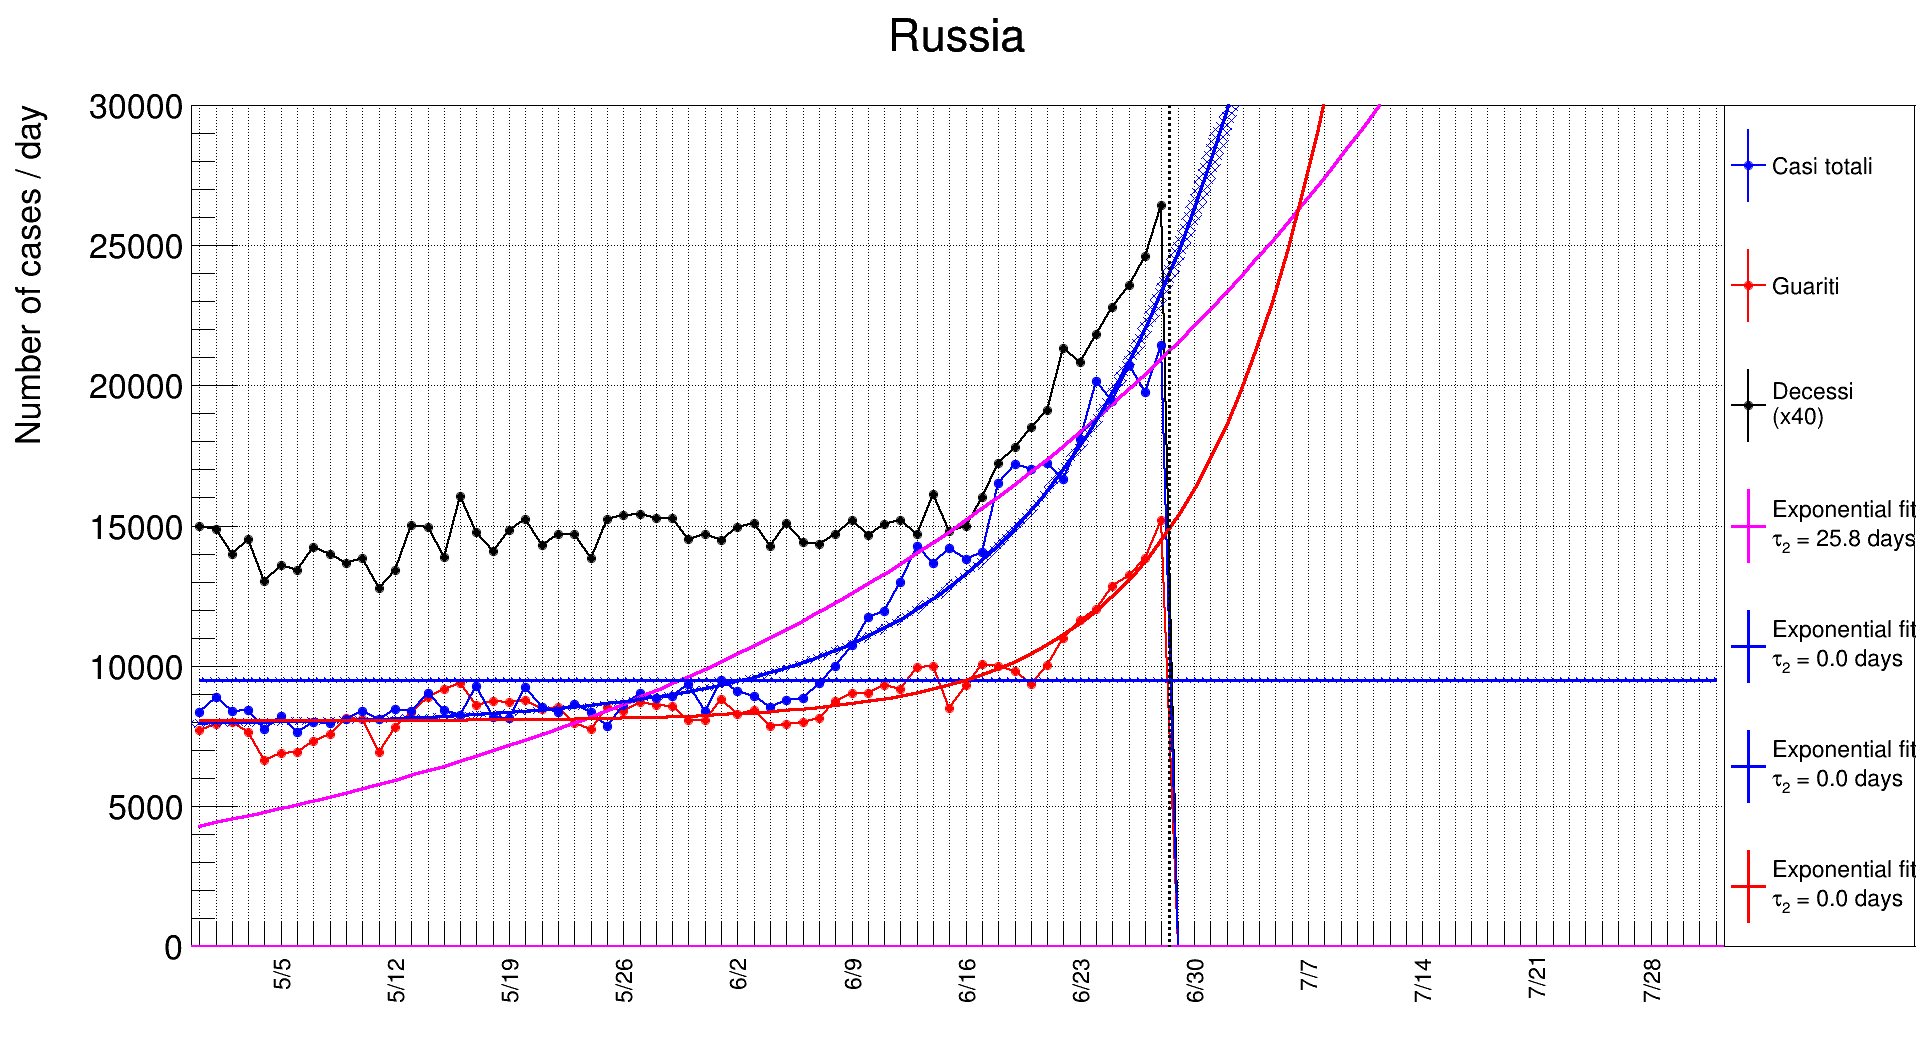 Russia
Number of cases / day
30000
25000
20000
15000
10000
5000
0
5/5
5/12
5/19
5/26
6/2
6/9
6/16
6/23
6/30
7/7
7/14
7/21
7/28
Casi totali
Guariti
Decessi
(x40)
Exponential fit
τ2 = 25.8 days
Exponential fit
τ2 = 0.0 days
Exponential fit
τ2 = 0.0 days
Exponential fit
τ2 = 0.0 days